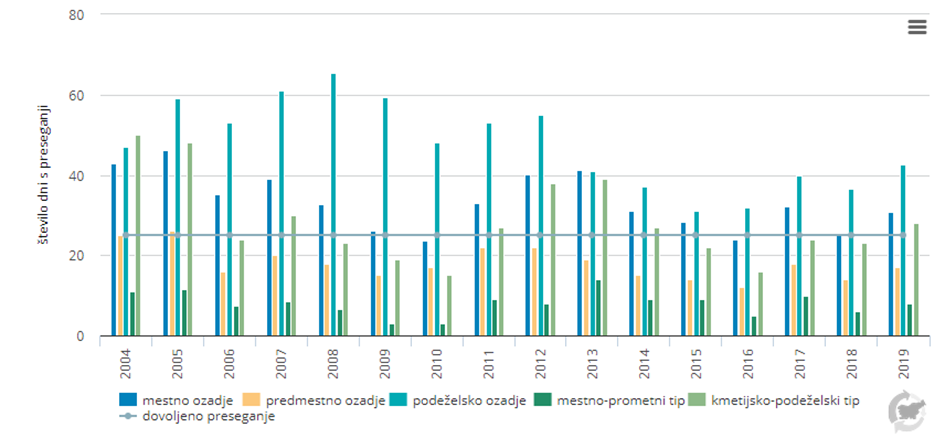 80
60
40
20
0
število dni s preseganji
2004 2005 2006 2007 2008 2009 2010 2011 2012 2013 2014 2015 2016 2017 2018 2019
mestno ozadje predmestno ozadje podeželsko ozadje mestno-prometni tip kmetijsko-podeželski tip
dovoljeno preseganje